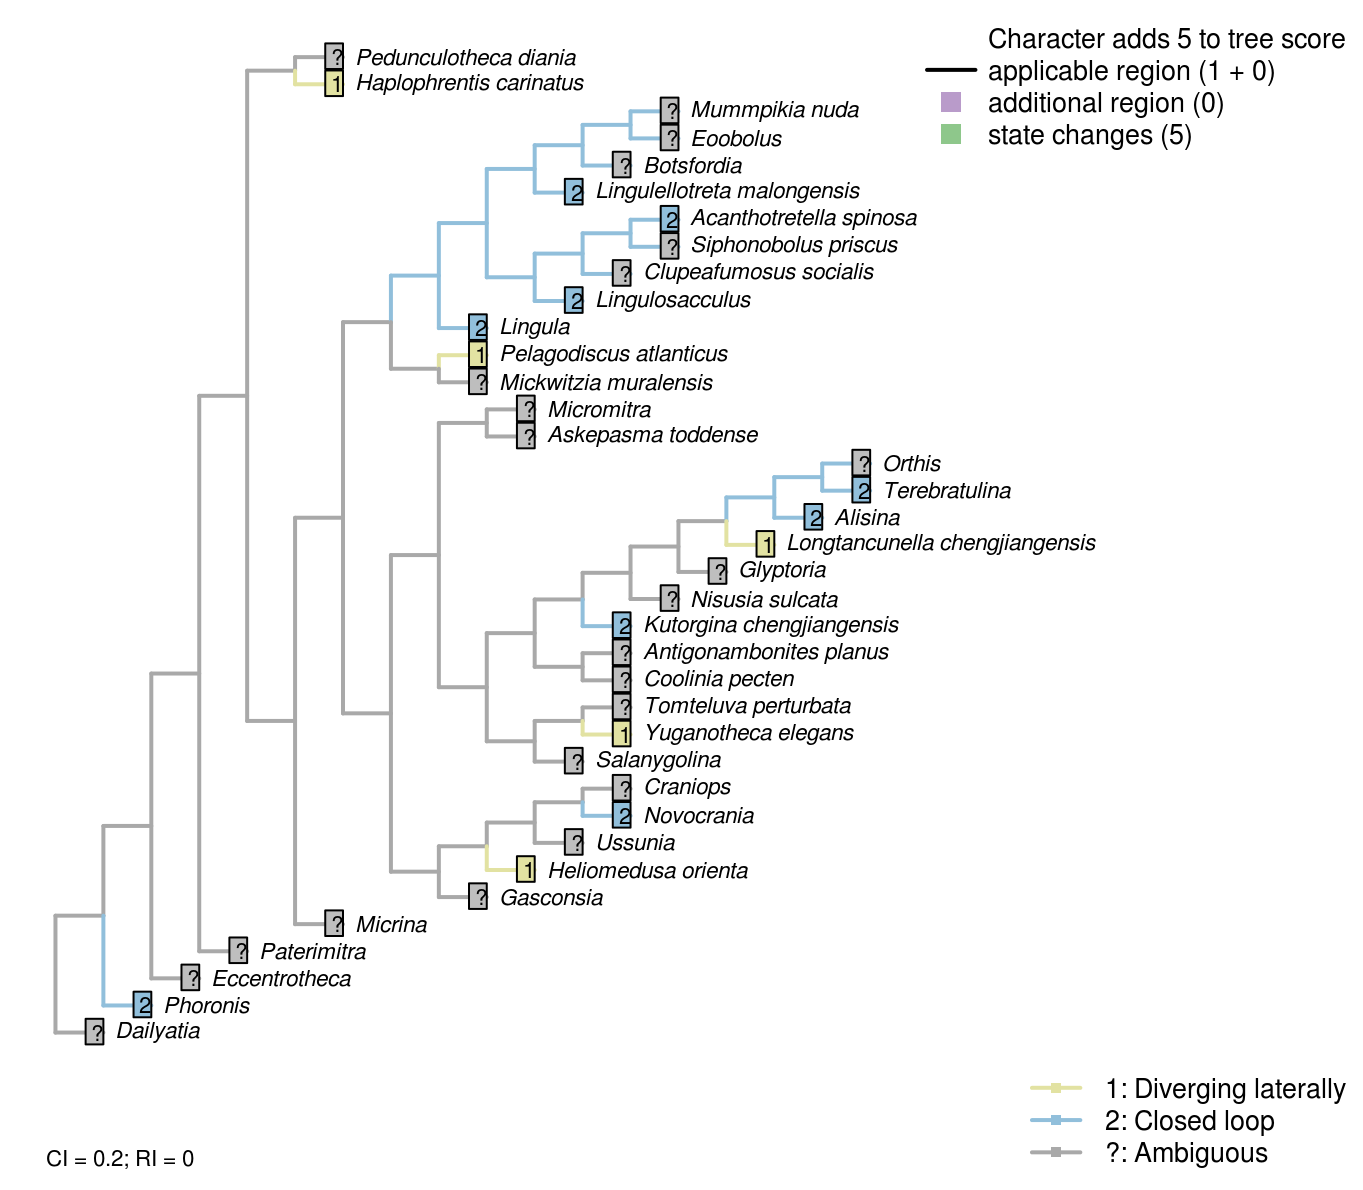 Character adds 5 to tree score
applicable region (1 + 0)
additional region (0)
state changes (5)
? Pedunculotheca diania
1 Haplophrentis carinatus
? Mummpikia nuda
? Eoobolus
? Botsfordia
2 Lingulellotreta malongensis
2 Acanthotretella spinosa
? Siphonobolus priscus
? Clupeafumosus socialis
2 Lingulosacculus
2 Lingula
1 Pelagodiscus atlanticus
? Mickwitzia muralensis
? Micromitra
? Askepasma toddense
? Orthis
2 Terebratulina
2 Alisina
1 Longtancunella chengjiangensis
? Glyptoria
? Nisusia sulcata
2 Kutorgina chengjiangensis
? Antigonambonites planus
? Coolinia pecten
? Tomteluva perturbata
1 Yuganotheca elegans
? Salanygolina
? Craniops
2 Novocrania
? Ussunia
1 Heliomedusa orienta
? Gasconsia
? Micrina
? Paterimitra
? Eccentrotheca
2 Phoronis
? Dailyatia
1: Diverging laterally
2: Closed loop
?: Ambiguous
CI = 0.2; RI = 0